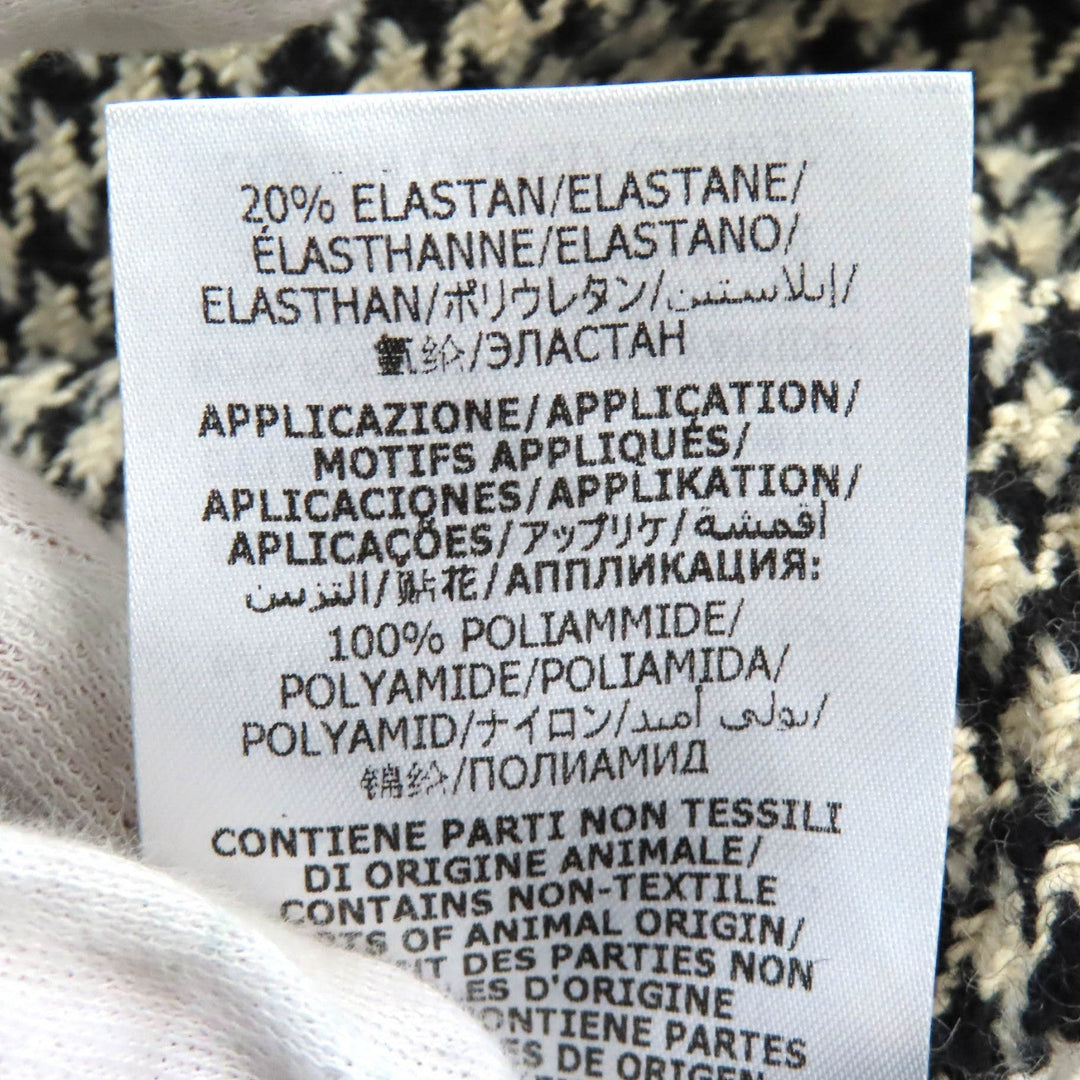 20% ELASTAN/ELASTANE/
ÉLASTHANNE/ELASTANO/
ELASTHAN/ポリウレタン/إيلاستين/
氨纶/ЭЛАСТАН
APPLICAZIONE/APPLICATION/
MOTIFS APPLIQUÉS/
APLICACIONES/APPLIKATION/
APLICAÇÕES/アップリケ/أقمشة
التزيين/贴花/АППЛИКАЦИЯ:
100% POLIAMMIDE/
POLYAMIDE/POLIAMIDA/
POLYAMID/ナイロン/بولي أميد/
锦纶/ПОЛИАМИД
CONTIENE PARTI NON TESSILI
DI ORIGINE ANIMALE/
CONTAINS NON-TEXTILE
OF ANIMAL ORIGIN/
DES PARTIES NON
D'ORIGINE
PARTES
DE ORIGEN